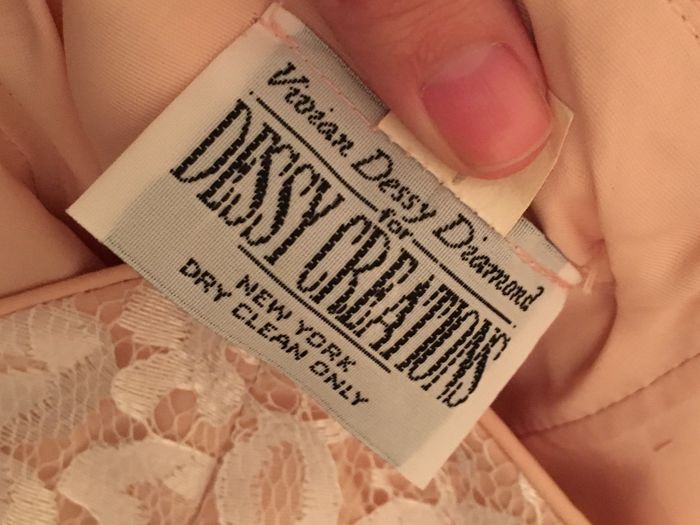 Vivian Dessy Diamond
for
DESSY CREATIONS
NEW YORK
DRY CLEAN ONLY